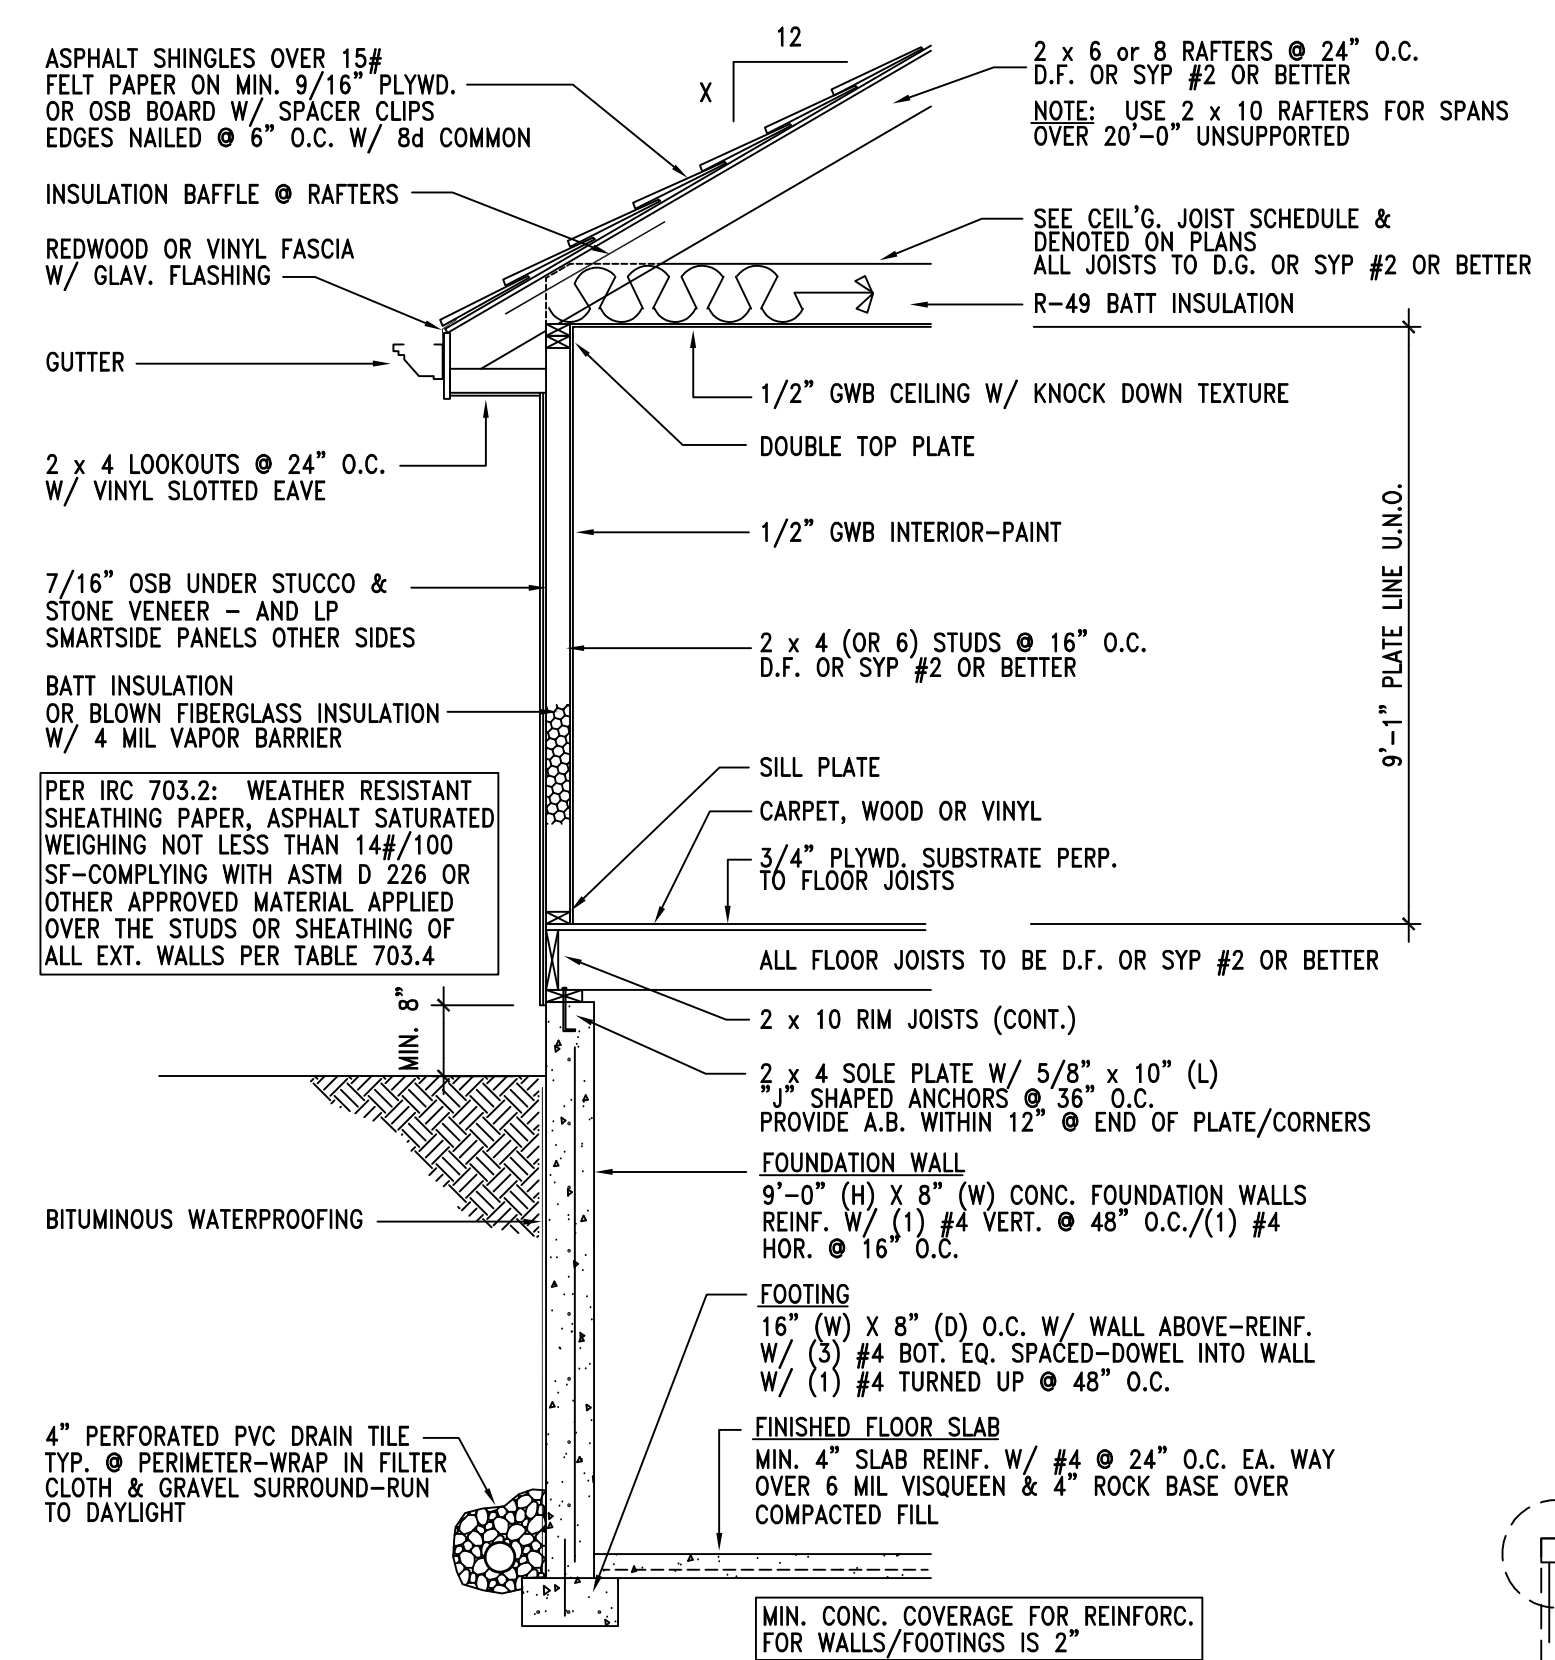 ASPHALT SHINGLES OVER 15#
FELT PAPER ON MIN. 9/16" PLYWD.
OR OSB BOARD W/ SPACER CLIPS
EDGES NAILED @ 6" O.C. W/ 8d COMMON
INSULATION BAFFLE @ RAFTERS
REDWOOD OR VINYL FASCIA
W/ GLAV. FLASHING
GUTTER
2 x 4 LOOKOUTS @ 24" O.C.
W/ VINYL SLOTTED EAVE
7/16" OSB UNDER STUCCO &
STONE VENEER – AND LP
SMARTSIDE PANELS OTHER SIDES
BATT INSULATION
OR BLOWN FIBERGLASS INSULATION
W/ 4 MIL VAPOR BARRIER
PER IRC 703.2: WEATHER RESISTANT
SHEATHING PAPER, ASPHALT SATURATED
WEIGHING NOT LESS THAN 14#/100
SF-COMPLYING WITH ASTM D 226 OR
OTHER APPROVED MATERIAL APPLIED
OVER THE STUDS OR SHEATHING OF
ALL EXT. WALLS PER TABLE 703.4
MIN. 8"
BITUMINOUS WATERPROOFING
4" PERFORATED PVC DRAIN TILE
TYP. @ PERIMETER-WRAP IN FILTER
CLOTH & GRAVEL SURROUND-RUN
TO DAYLIGHT
12
X
2 x 6 or 8 RAFTERS @ 24" O.C.
D.F. OR SYP #2 OR BETTER
NOTE: USE 2 x 10 RAFTERS FOR SPANS
OVER 20'-0" UNSUPPORTED
SEE CEIL'G. JOIST SCHEDULE &
DENOTED ON PLANS
ALL JOISTS TO D.G. OR SYP #2 OR BETTER
R-49 BATT INSULATION
1/2" GWB CEILING W/ KNOCK DOWN TEXTURE
DOUBLE TOP PLATE
1/2" GWB INTERIOR-PAINT
9'-1" PLATE LINE U.N.O.
2 x 4 (OR 6) STUDS @ 16" O.C.
D.F. OR SYP #2 OR BETTER
SILL PLATE
CARPET, WOOD OR VINYL
3/4" PLYWD. SUBSTRATE PERP.
TO FLOOR JOISTS
ALL FLOOR JOISTS TO BE D.F. OR SYP #2 OR BETTER
2 x 10 RIM JOISTS (CONT.)
2 x 4 SOLE PLATE W/ 5/8" x 10" (L)
"J" SHAPED ANCHORS @ 36" O.C.
PROVIDE A.B. WITHIN 12" @ END OF PLATE/CORNERS
FOUNDATION WALL
9'-0" (H) X 8" (W) CONC. FOUNDATION WALLS
REINF. W/ (1) #4 VERT. @ 48" O.C./(1) #4
HOR. @ 16" O.C.
FOOTING
16" (W) X 8" (D) O.C. W/ WALL ABOVE-REINF.
W/ (3) #4 BOT. EQ. SPACED-DOWEL INTO WALL
W/ (1) #4 TURNED UP @ 48" O.C.
FINISHED FLOOR SLAB
MIN. 4" SLAB REINF. W/ #4 @ 24" O.C. EA. WAY
OVER 6 MIL VISQUEEN & 4" ROCK BASE OVER
COMPACTED FILL
MIN. CONC. COVERAGE FOR REINFORC.
FOR WALLS/FOOTINGS IS 2"